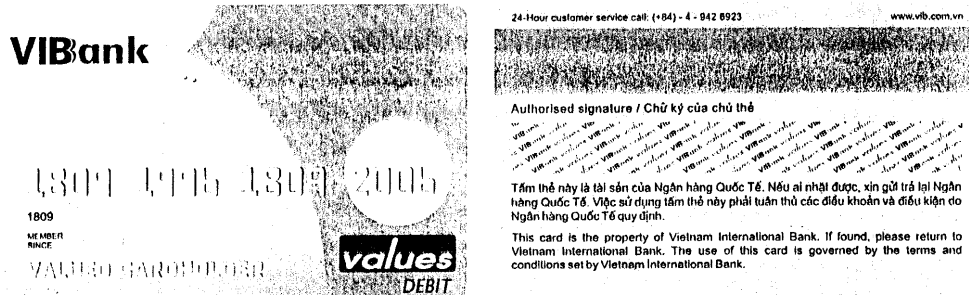 VIBank
1809 1996 1809 2006
1809
MEMBER
SINCE
VALUED CARDHOLDER
values
DEBIT
24-Hour customer service call: (+84) - 4 - 942 6923
www.vib.com.vn
Authorised signature / Chữ ký của chủ thẻ
Tấm thẻ này là tài sản của Ngân hàng Quốc Tế. Nếu ai nhặt được, xin gửi trả lại Ngân
hàng Quốc Tế. Việc sử dụng tấm thẻ này phải tuân thủ các điều khoản và điều kiện do
Ngân hàng Quốc Tế quy định.
This card is the property of Vietnam International Bank. If found, please return to
Vietnam International Bank. The use of this card is governed by the terms and
conditions set by Vietnam International Bank.